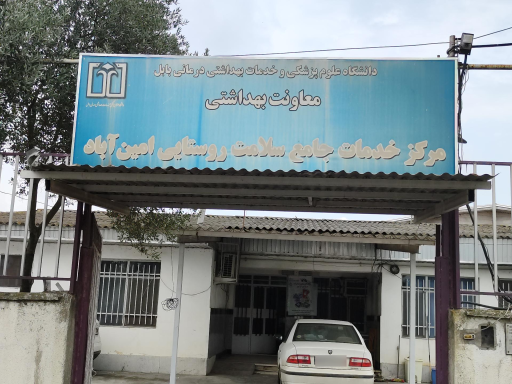 دانشگاه علوم پزشکی و خدمات بهداشتی درمانی بابل
معاونت بهداشتی
مرکز خدمات جامع سلامت روستایی امین‌آباد